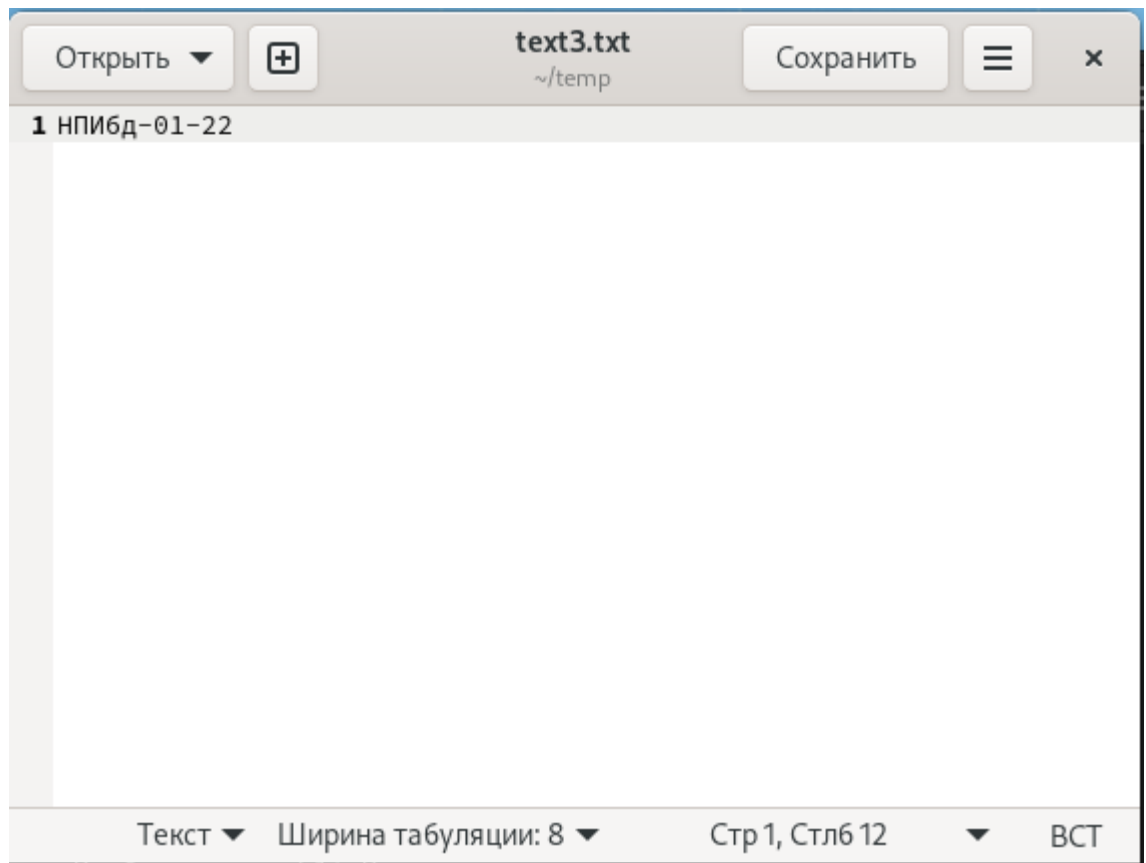 Открыть
text3.txt
~/temp
Сохранить
1 НПИбд-01-22
Текст Ширина табуляции: 8 Стр 1, Стлб 12 ВСТ